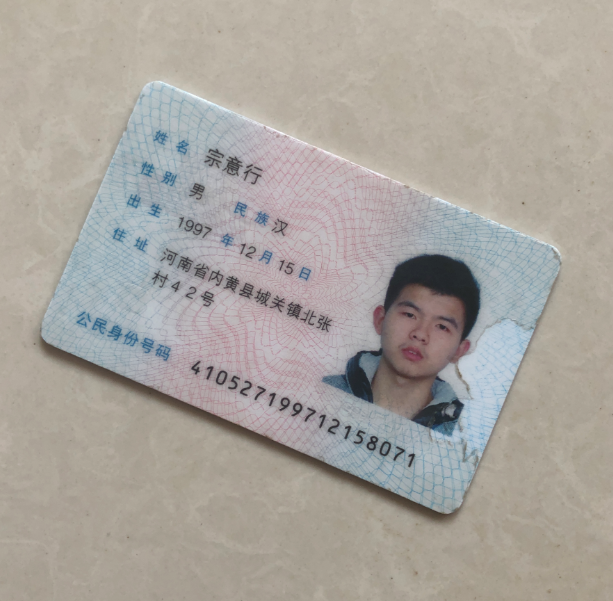 姓名 宗意行
性别 男 民族 汉
出生 1997 年 12 月 15 日
住址 河南省内黄县城关镇北张
村42号
公民身份号码 410527199712158071